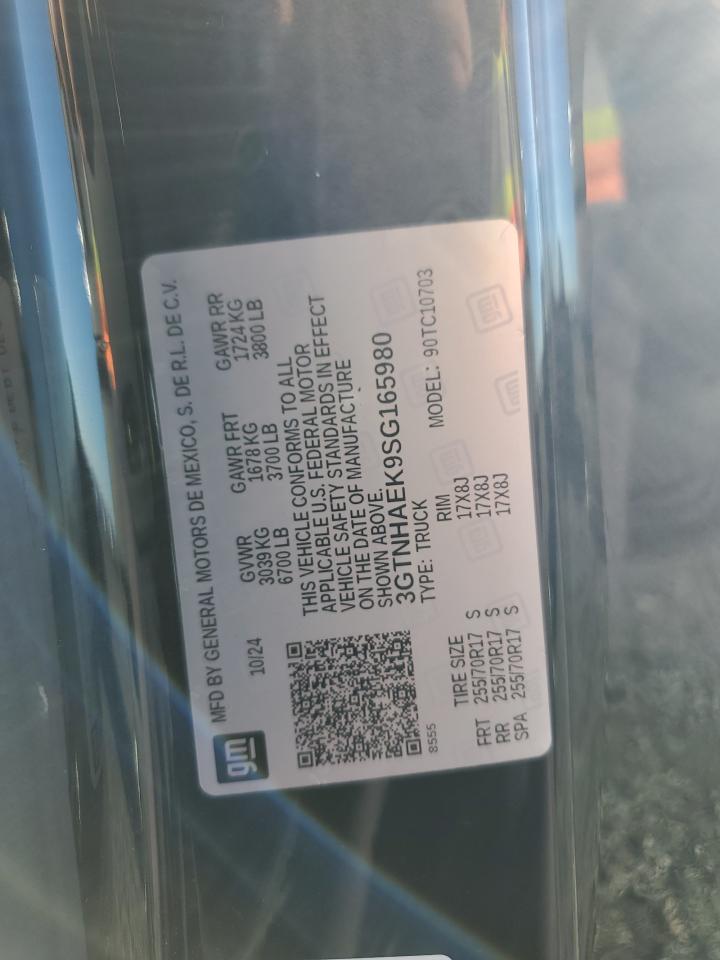 gm
MFD BY GENERAL MOTORS DE MEXICO, S. DE R.L. DE C.V.
10/24
GVWR GAWR FRT GAWR RR
3039 KG 1678 KG 1724 KG
6700 LB 3700 LB 3800 LB
THIS VEHICLE CONFORMS TO ALL
APPLICABLE U.S. FEDERAL MOTOR
VEHICLE SAFETY STANDARDS IN EFFECT
ON THE DATE OF MANUFACTURE
SHOWN ABOVE.
3GTNHAEK9SG165980
8555
TYPE: TRUCK MODEL: 90TC10703
TIRE SIZE RIM
FRT 255/70R17 S 17X8J
RR 255/70R17 S 17X8J
SPA 255/70R17 S 17X8J